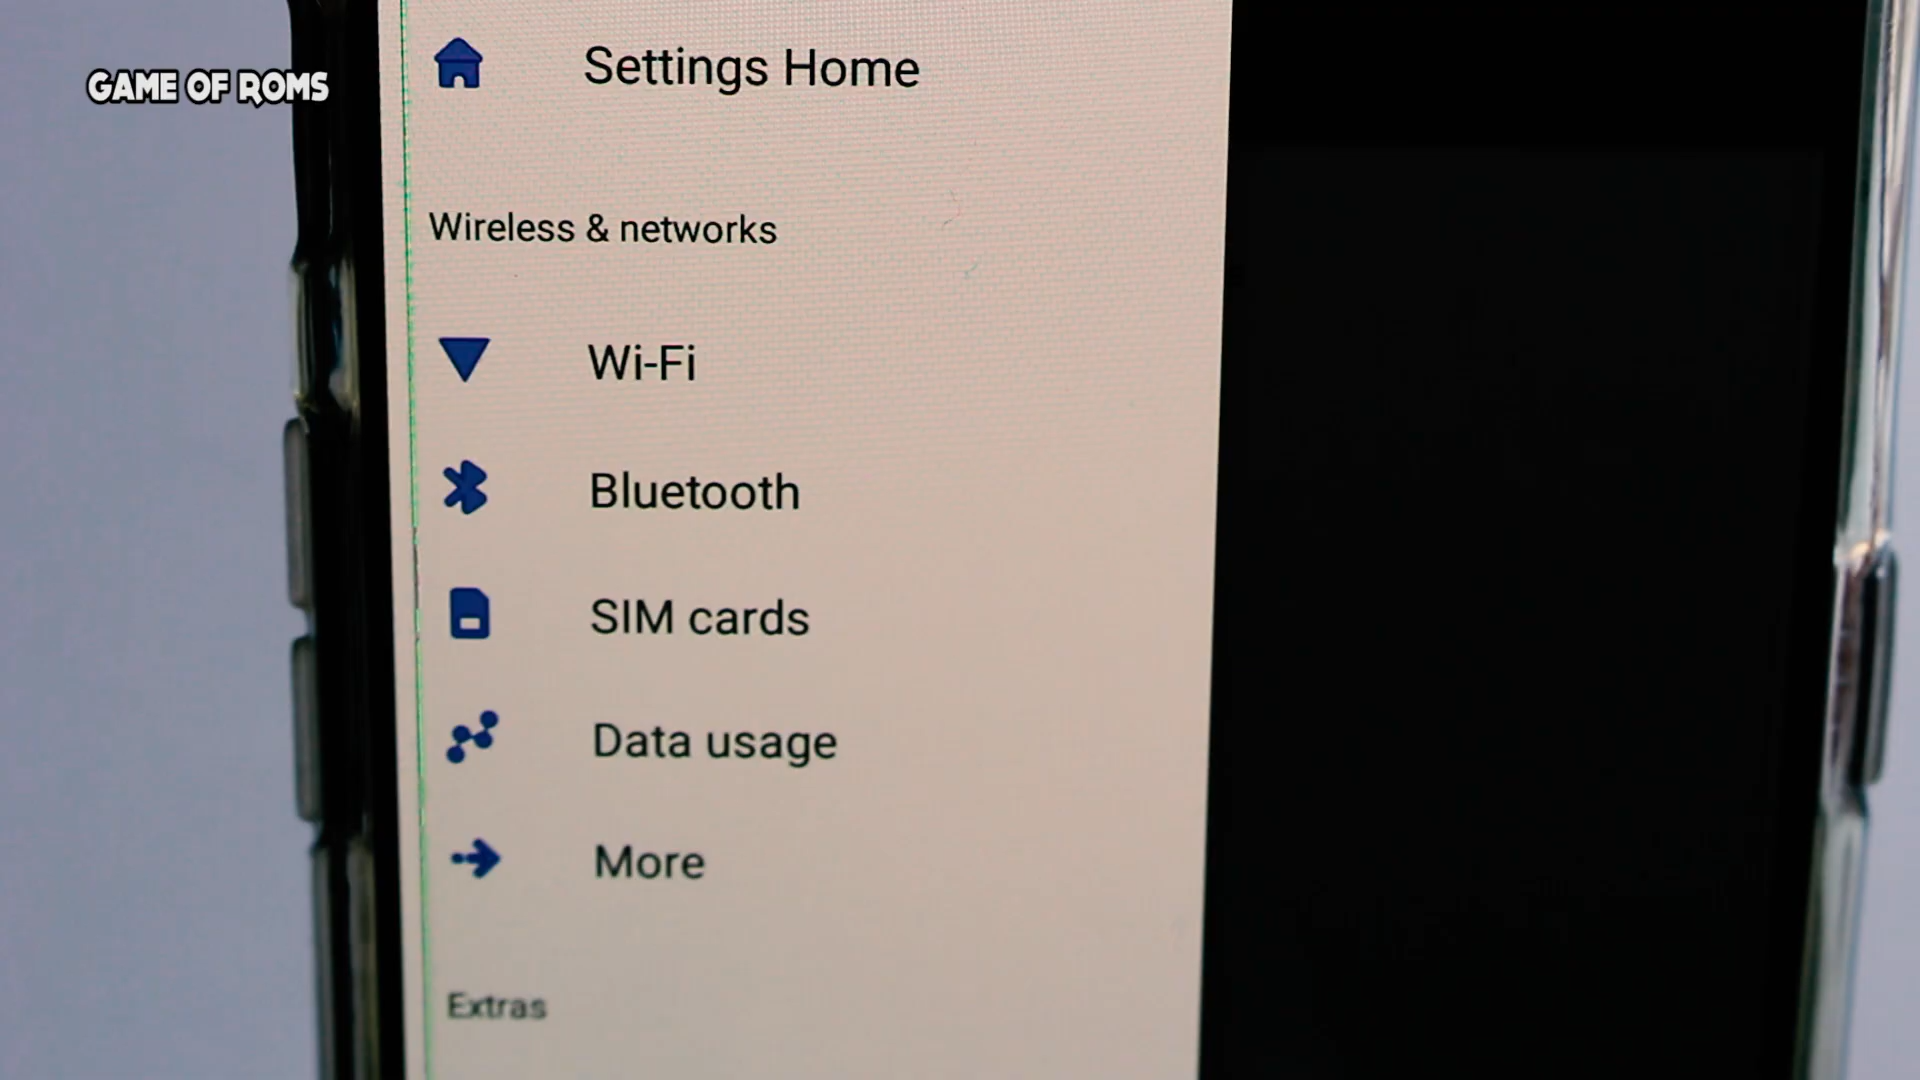 GAME OF ROMS
Settings Home
Wireless & networks
Wi-Fi
Bluetooth
SIM cards
Data usage
More
Extras